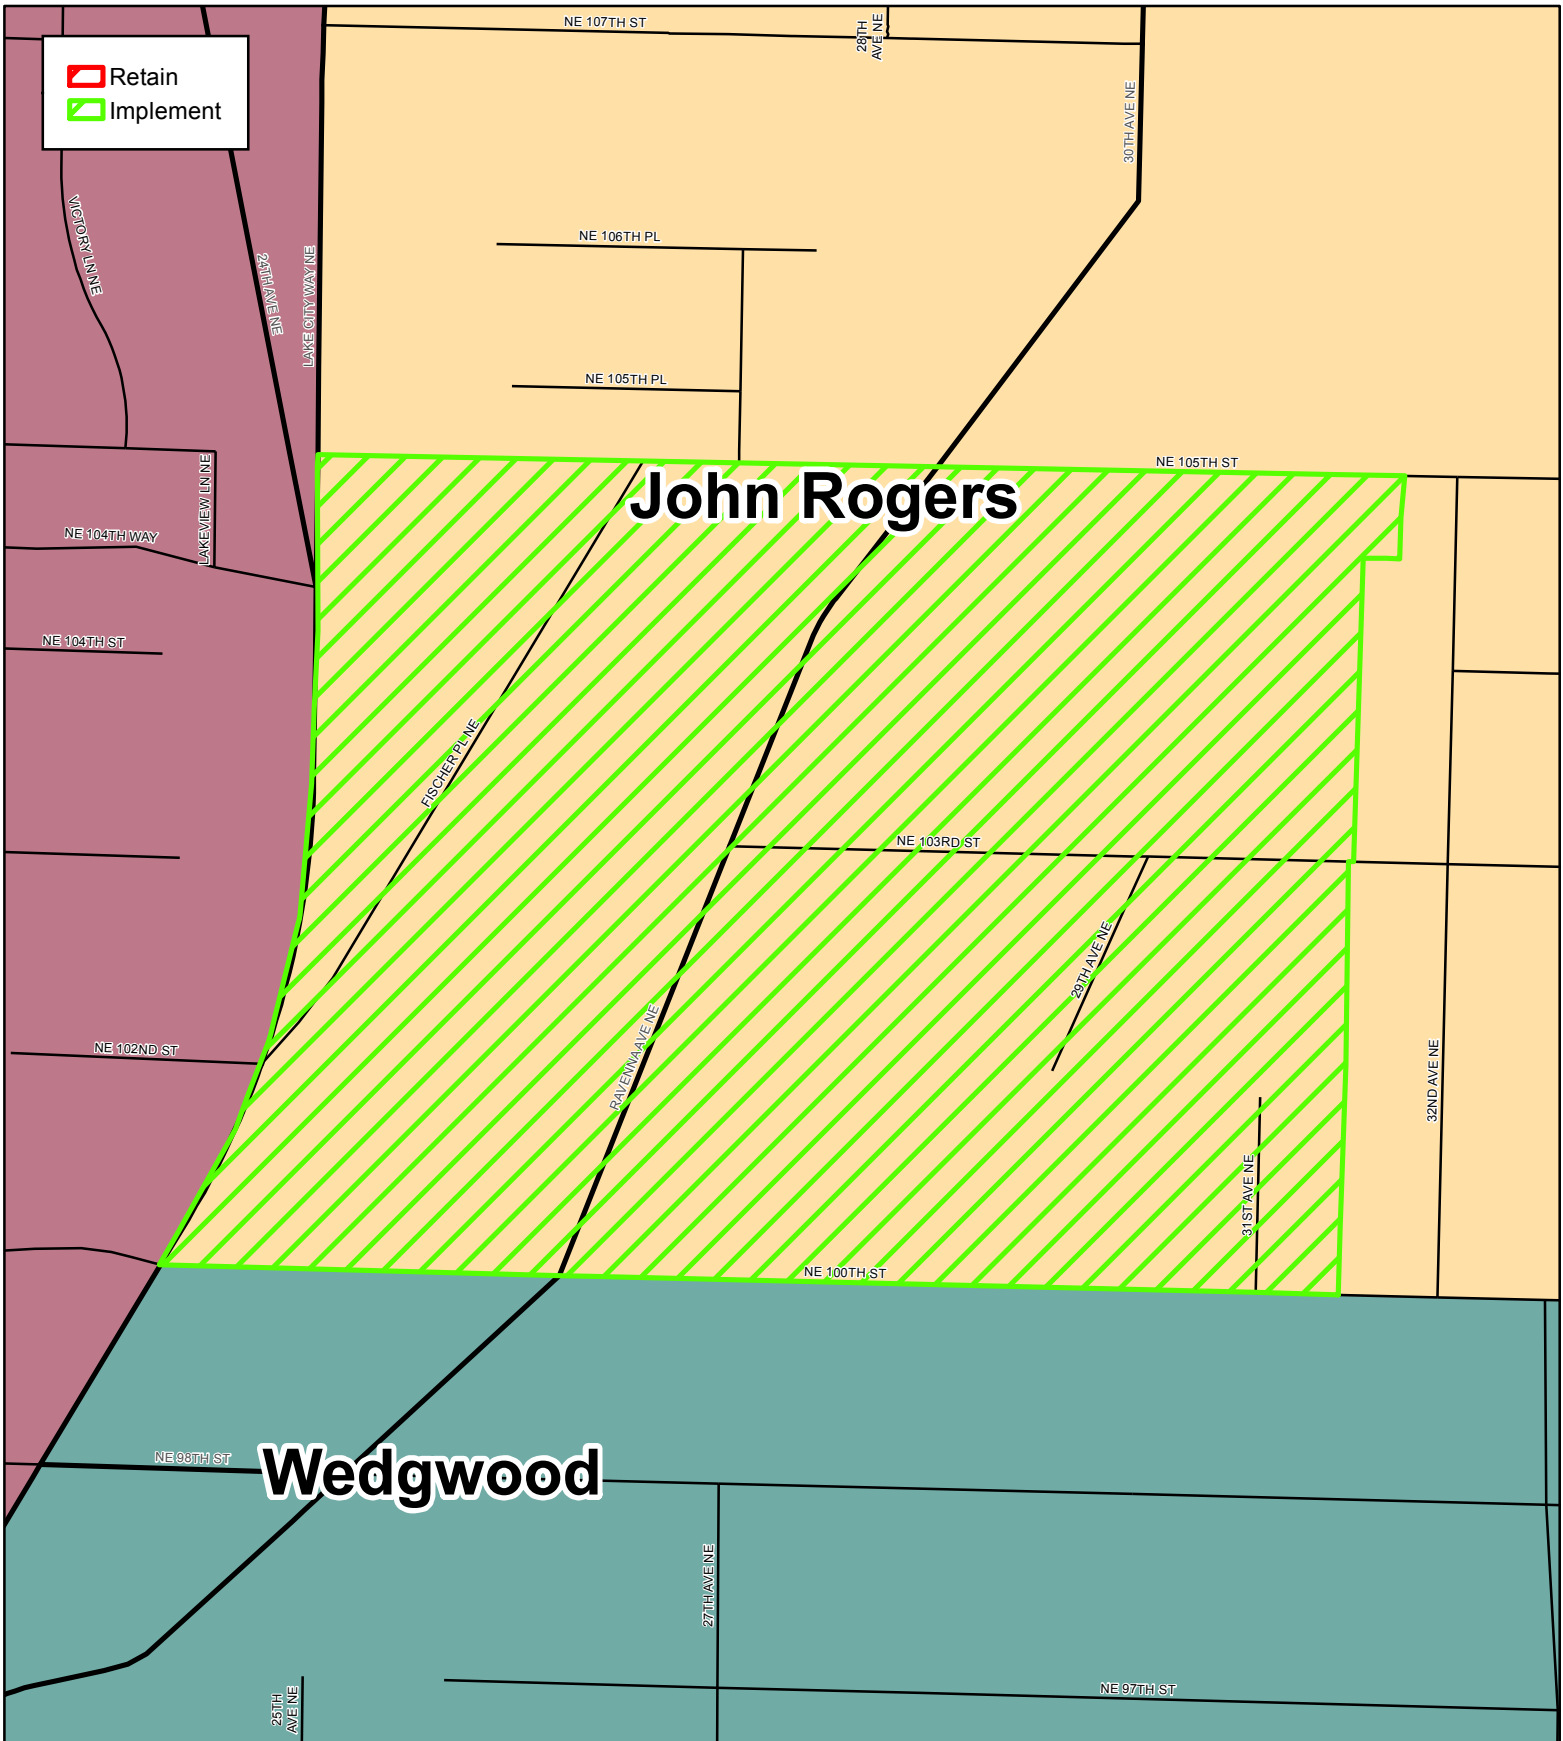 NE 107TH ST
28TH
AVE NE
Retain
Implement
30TH AVE NE
VICTORY LN NE
24TH AVE NE
LAKE CITY WAY NE
NE 106TH PL
NE 105TH PL
NE 105TH ST
John Rogers
LAKEVIEW LN NE
NE 104TH WAY
NE 104TH ST
FISCHER PL NE
NE 103RD ST
29TH AVE NE
RAVENNA AVE NE
NE 102ND ST
32ND AVE NE
31ST AVE NE
NE 100TH ST
NE 98TH ST
Wedgwood
27TH AVE NE
25TH
AVE NE
NE 97TH ST